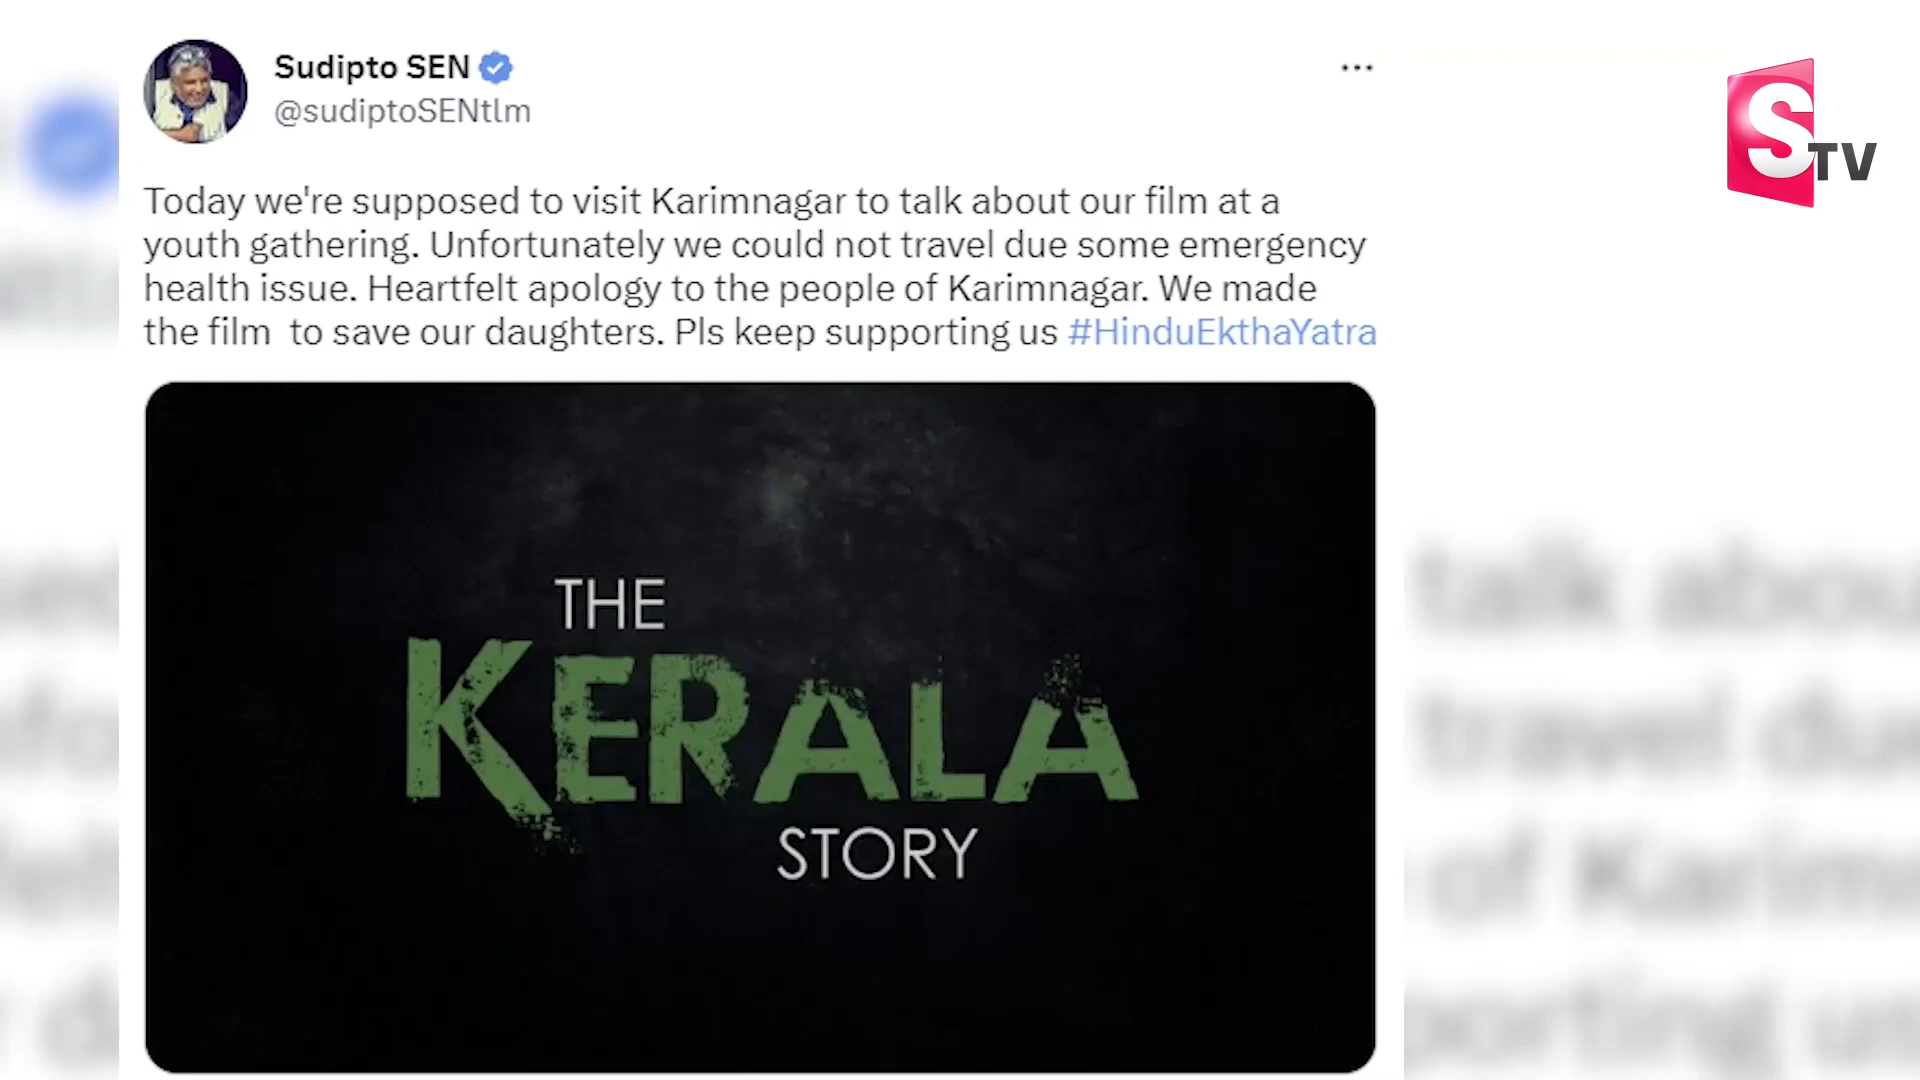 Sudipto SEN
@sudiptoSENtlm
STV
Today we're supposed to visit Karimnagar to talk about our film at a
youth gathering. Unfortunately we could not travel due some emergency
health issue. Heartfelt apology to the people of Karimnagar. We made
the film  to save our daughters. Pls keep supporting us #HinduEkthaYatra
THE
KERALA
STORY